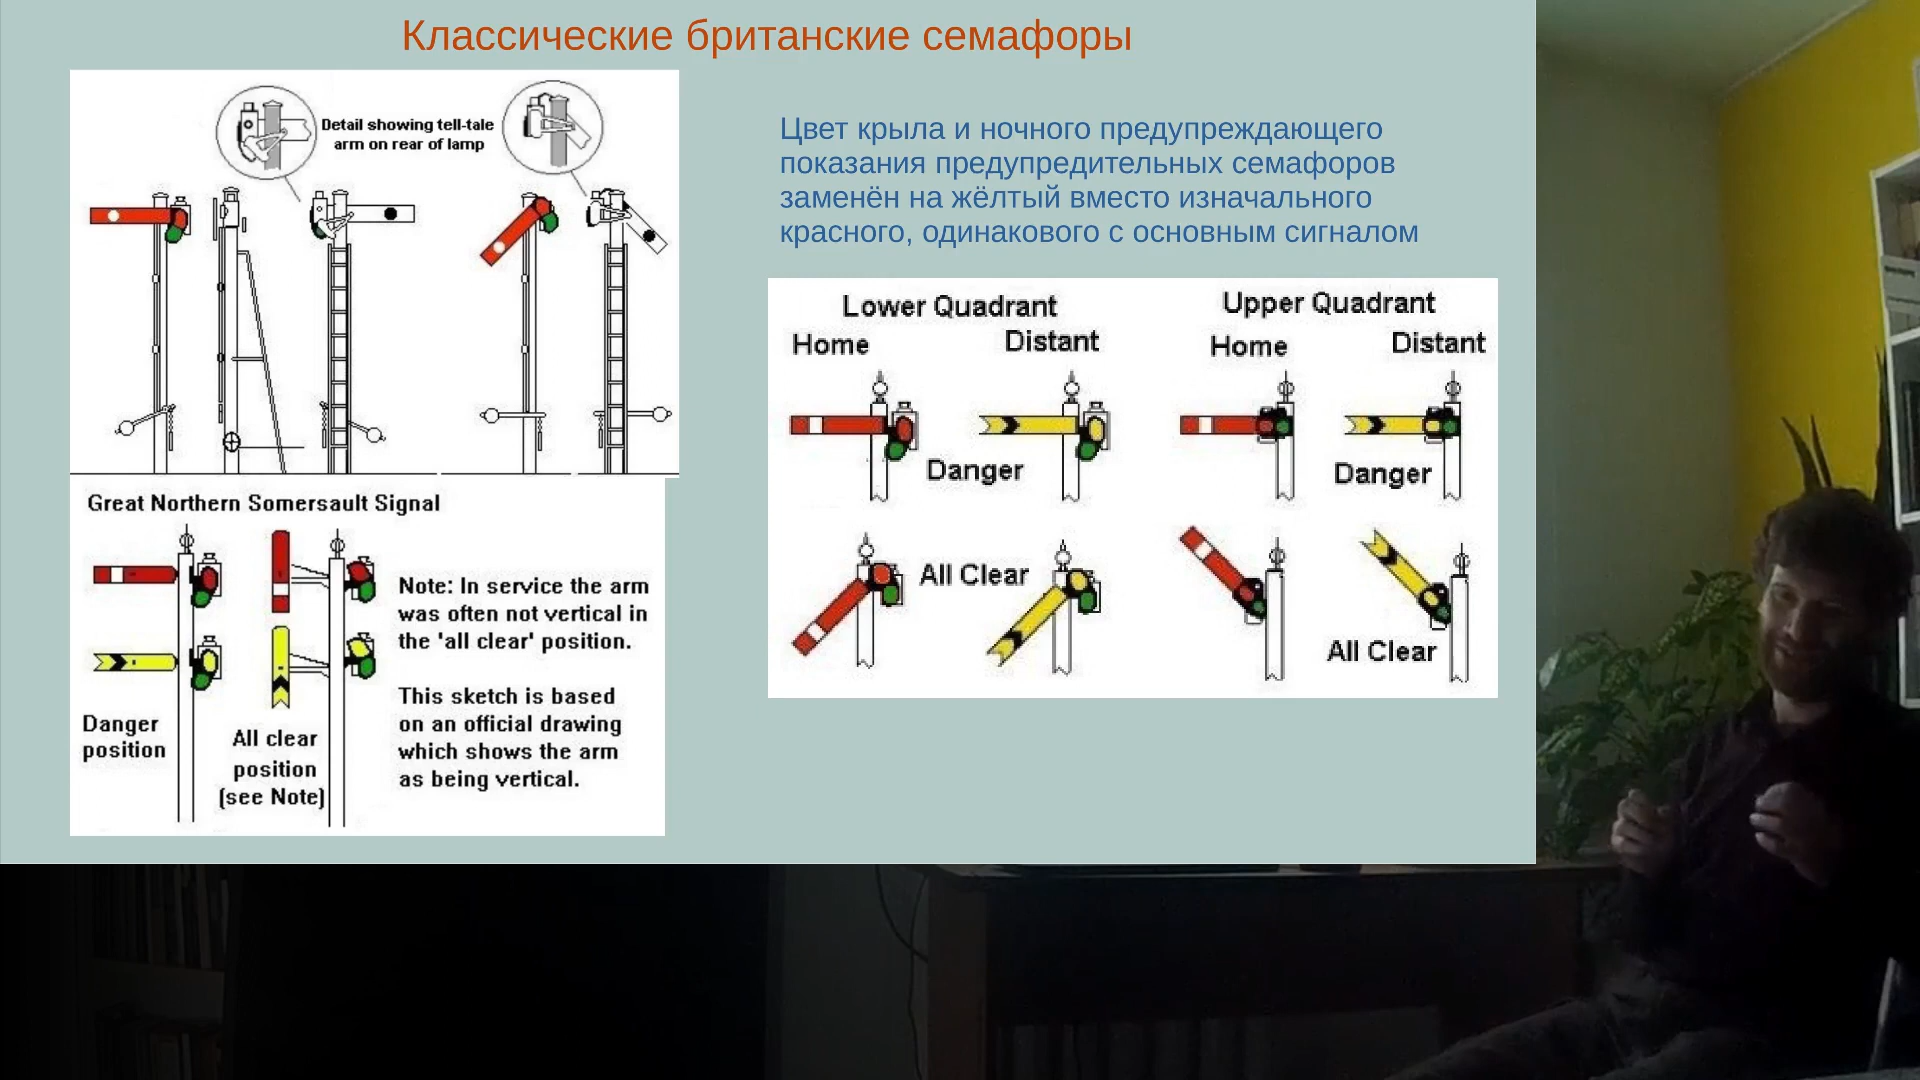 Классические британские семафоры
Detail showing tell-tale
arm on rear of lamp
Цвет крыла и ночного предупреждающего
показания предупредительных семафоров
заменён на жёлтый вместо изначального
красного, одинакового с основным сигналом
Lower Quadrant
Upper Quadrant
Home
Distant
Home
Distant
Danger
Danger
All Clear
All Clear
Great Northern Somersault Signal
Note: In service the arm
was often not vertical in
the 'all clear' position.
This sketch is based
on an official drawing
which shows the arm
as being vertical.
Danger
position
All clear
position
(see Note)